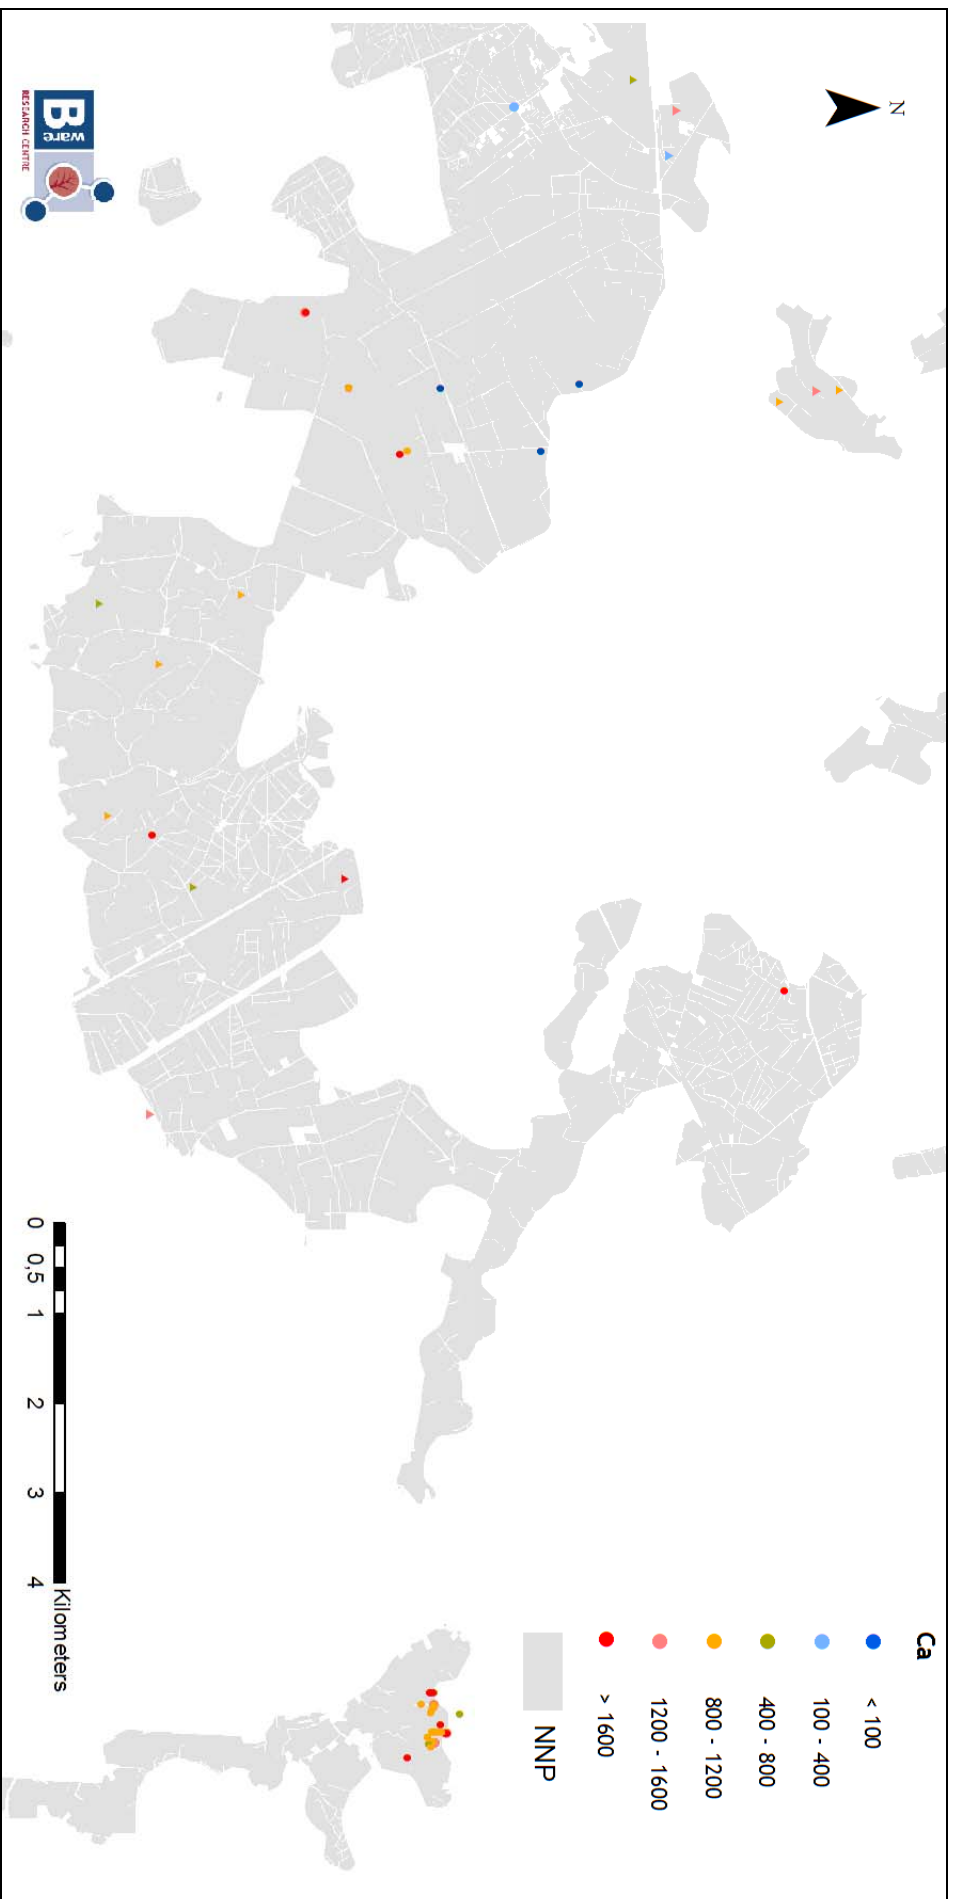 N
B
ware
RESEARCH CENTRE
Ca
< 100
100 - 400
400 - 800
800 - 1200
1200 - 1600
> 1600
NNP
0 0,5 1 2 3 4
Kilometers